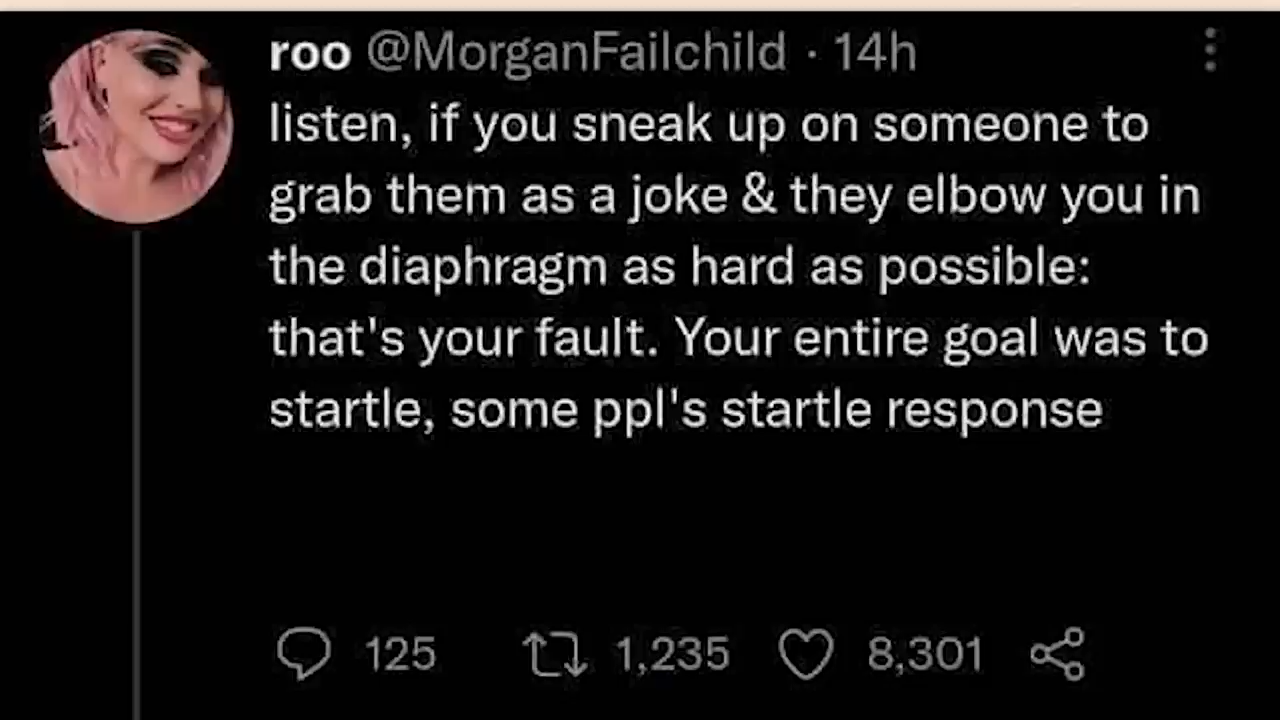 roo @MorganFailchild · 14h
listen, if you sneak up on someone to
grab them as a joke & they elbow you in
the diaphragm as hard as possible:
that's your fault. Your entire goal was to
startle, some ppl's startle response
125 1,235 8,301